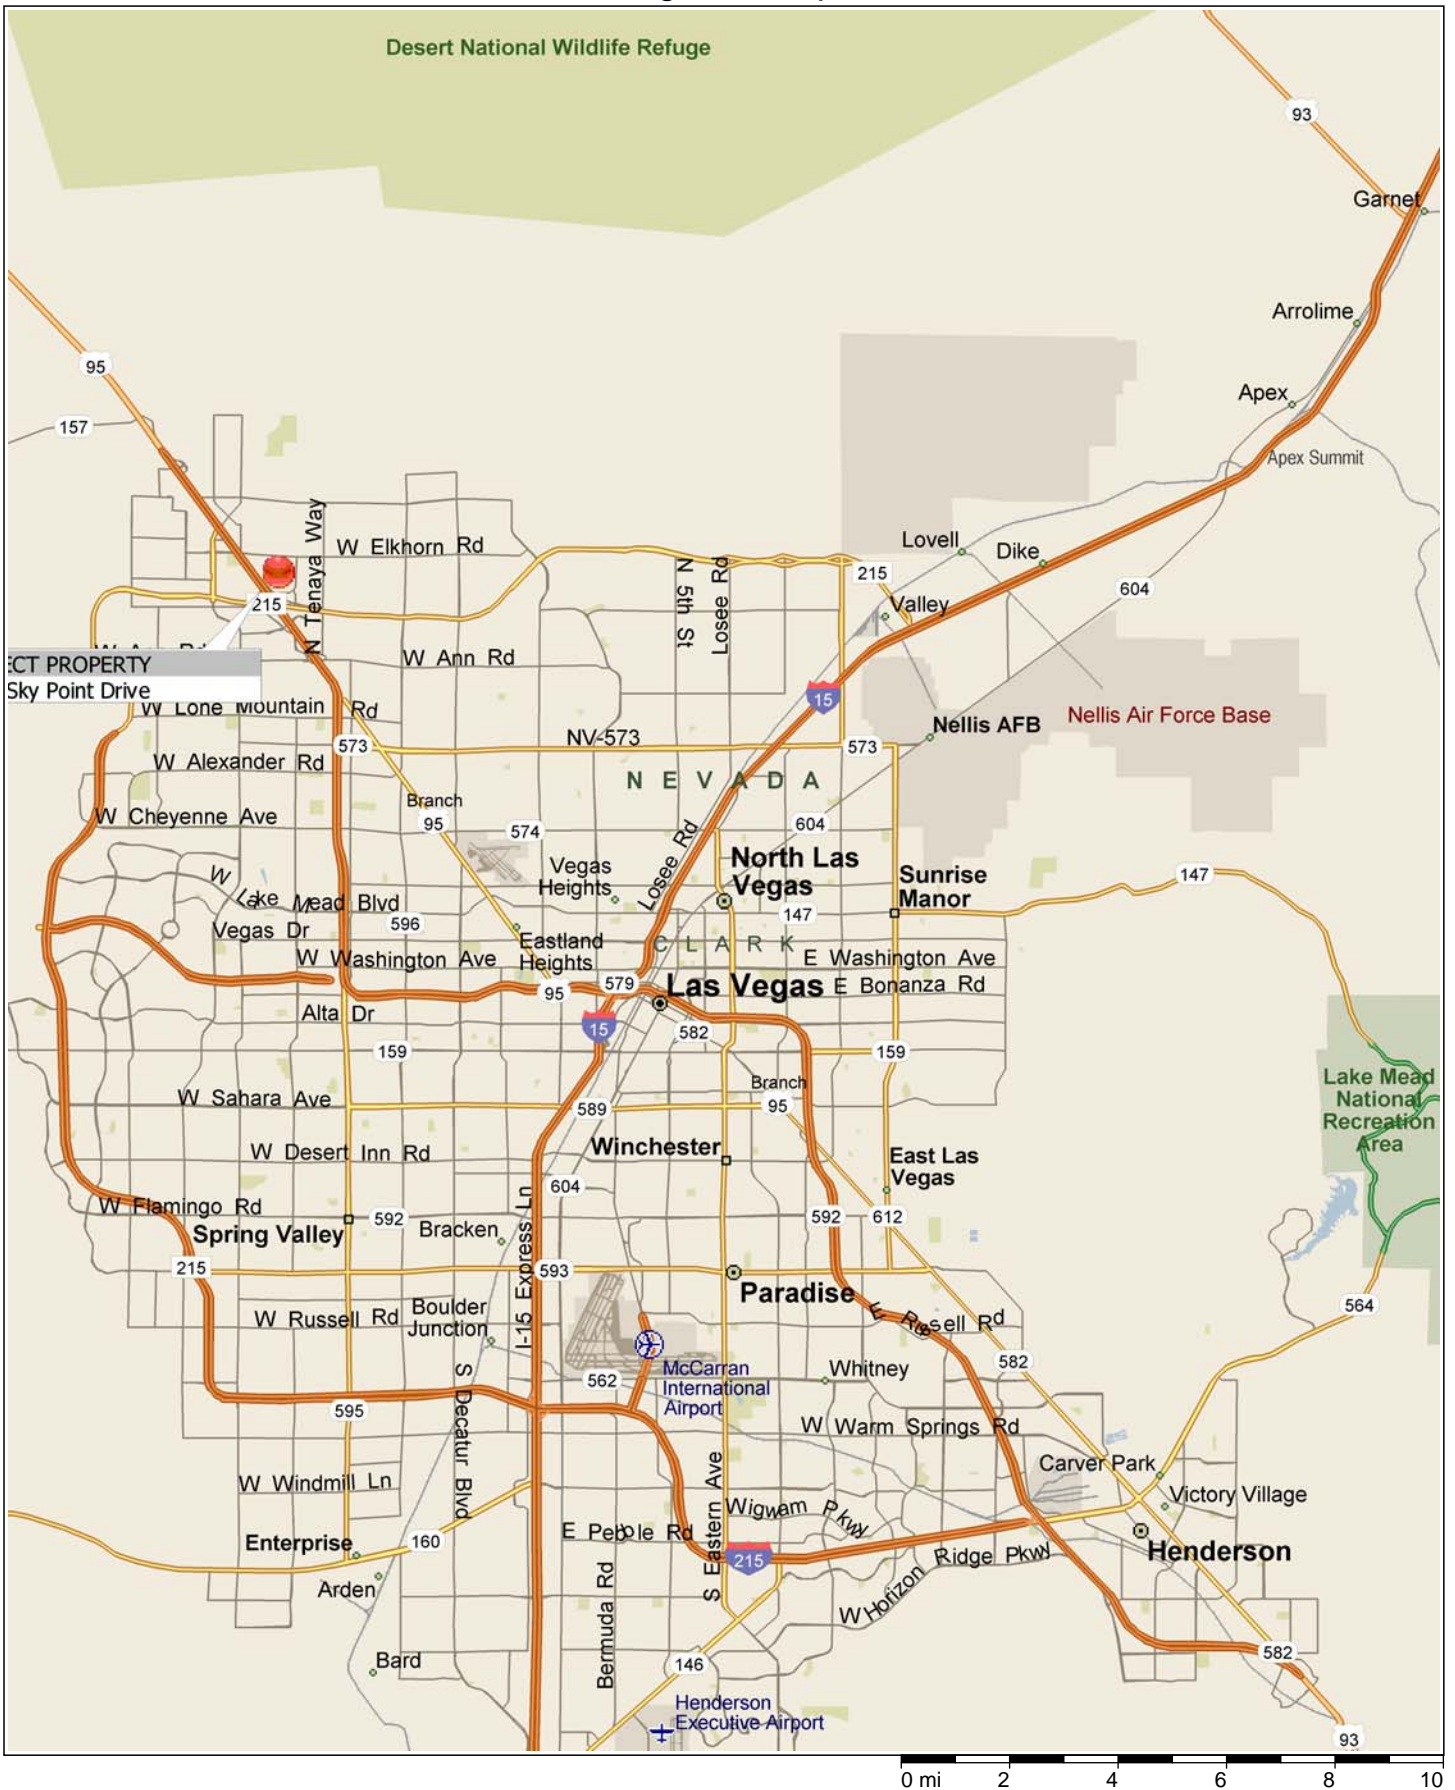 Desert National Wildlife Refuge
93
Garnet
Arrolime
95
Apex
157
Apex Summit
N Tenaya Way
W Elkhorn Rd
Lovell
Dike
N 5th St
Losee Rd
215
604
215
Valley
W Ann Rd
ECT PROPERTY
Sky Point Drive
W Lone Mountain Rd
15
Nellis AFB
Nellis Air Force Base
573
NV-573
573
W Alexander Rd
NEVADA
Branch
95
W Cheyenne Ave
574
604
Losee Rd
North Las
Vegas
Vegas
Heights
Sunrise
Manor
147
W Lake Mead Blvd
596
147
Vegas Dr
Eastland
Heights
CLARK
W Washington Ave
E Washington Ave
579
Las Vegas
E Bonanza Rd
95
Alta Dr
15
582
159
159
Lake Mead
National
Recreation
Area
Branch
95
W Sahara Ave
589
W Desert Inn Rd
Winchester
East Las
Vegas
604
W Flamingo Rd
592
Spring Valley
Bracken
I-15 Express Ln
592
612
215
593
Paradise
564
W Russell Rd
Boulder
Junction
E Russell Rd
582
McCarran
International
Airport
562
Whitney
595
S Decatur Blvd
W Warm Springs Rd
Carver Park
W Windmill Ln
S Eastern Ave
Wigwam Pkwy
Victory Village
Enterprise
160
E Pebble Rd
215
Ridge Pkwy
Henderson
Arden
Bermuda Rd
W Horizon
Bard
146
582
Henderson
Executive Airport
93
0 mi 2 4 6 8 10